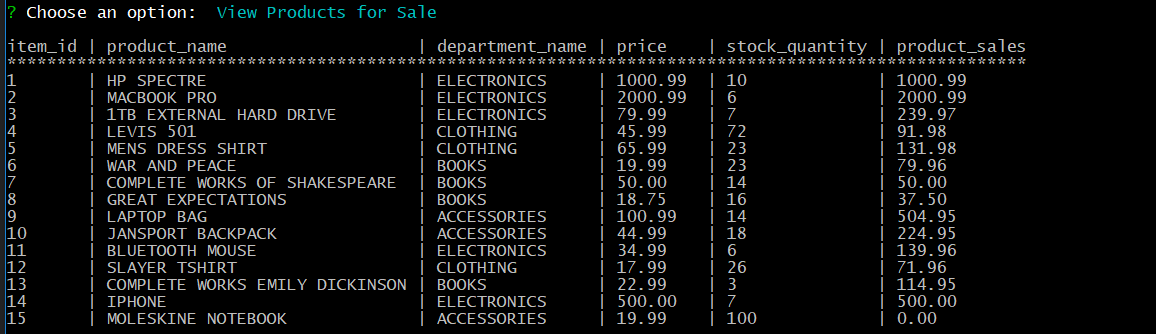 ? Choose an option:  View Products for Sale
item_id | product_name                   | department_name | price    | stock_quantity | product_sales
******************************************************************************************************
1       | HP SPECTRE                     | ELECTRONICS     | 1000.99  | 10             | 1000.99
2       | MACBOOK PRO                    | ELECTRONICS     | 2000.99  | 6              | 2000.99
3       | 1TB EXTERNAL HARD DRIVE        | ELECTRONICS     | 79.99    | 7              | 239.97
4       | LEVIS 501                      | CLOTHING        | 45.99    | 72             | 91.98
5       | MENS DRESS SHIRT               | CLOTHING        | 65.99    | 23             | 131.98
6       | WAR AND PEACE                  | BOOKS           | 19.99    | 23             | 79.96
7       | COMPLETE WORKS OF SHAKESPEARE  | BOOKS           | 50.00    | 14             | 50.00
8       | GREAT EXPECTATIONS             | BOOKS           | 18.75    | 16             | 37.50
9       | LAPTOP BAG                     | ACCESSORIES     | 100.99   | 14             | 504.95
10      | JANSPORT BACKPACK              | ACCESSORIES     | 44.99    | 18             | 224.95
11      | BLUETOOTH MOUSE                | ELECTRONICS     | 34.99    | 6              | 139.96
12      | SLAYER TSHIRT                  | CLOTHING        | 17.99    | 26             | 71.96
13      | COMPLETE WORKS EMILY DICKINSON | BOOKS           | 22.99    | 3              | 114.95
14      | IPHONE                         | ELECTRONICS     | 500.00   | 7              | 500.00
15      | MOLESKINE NOTEBOOK             | ACCESSORIES     | 19.99    | 100            | 0.00